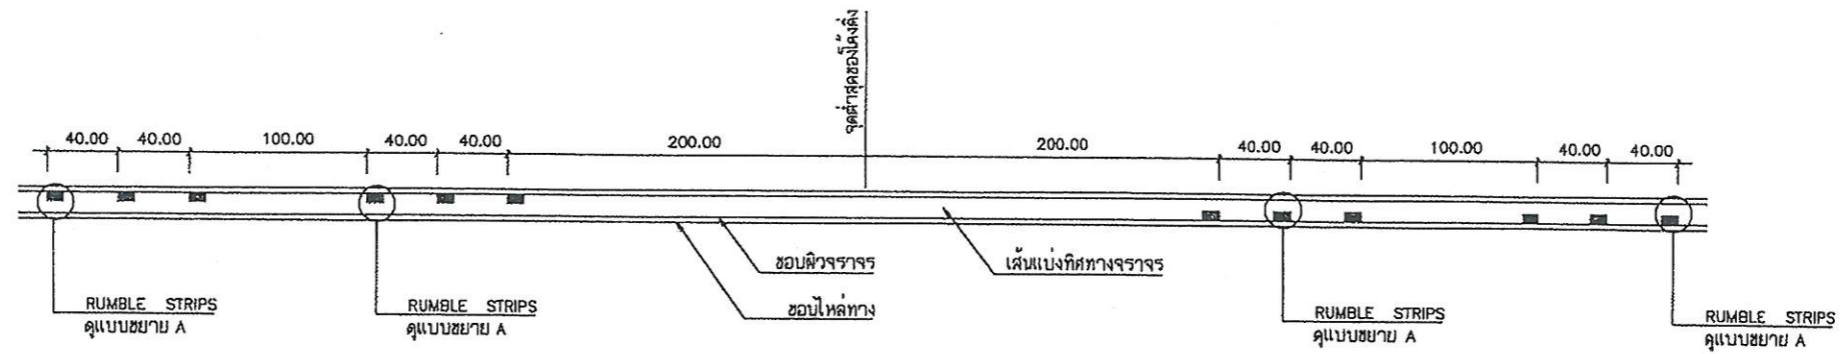 จุดต่ำสุดของโค้งดิ่ง
40.00 40.00 100.00 40.00 40.00 200.00 200.00 40.00 40.00 100.00 40.00 40.00
ขอบผิวจราจร
เส้นแบ่งทิศทางจราจร
ขอบไหล่ทาง
RUMBLE STRIPS
ดูแบบขยาย A
RUMBLE STRIPS
ดูแบบขยาย A
RUMBLE STRIPS
ดูแบบขยาย A
RUMBLE STRIPS
ดูแบบขยาย A